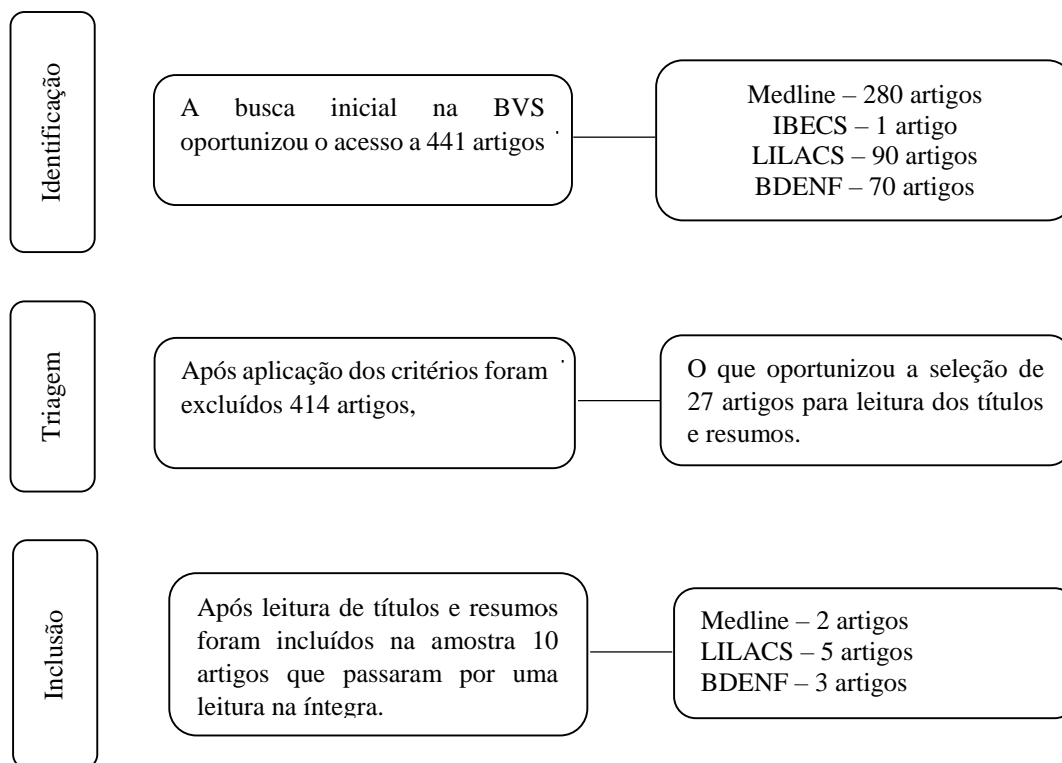 Identificação
A busca inicial na BVS
oportunizou o acesso a 441 artigos
Medline – 280 artigos
IBECS – 1 artigo
LILACS – 90 artigos
BDENF – 70 artigos
Triagem
Após aplicação dos critérios foram
excluídos 414 artigos,
O que oportunizou a seleção de
27 artigos para leitura dos títulos
e resumos.
Inclusão
Após leitura de títulos e resumos
foram incluídos na amostra 10
artigos que passaram por uma
leitura na íntegra.
Medline – 2 artigos
LILACS – 5 artigos
BDENF – 3 artigos